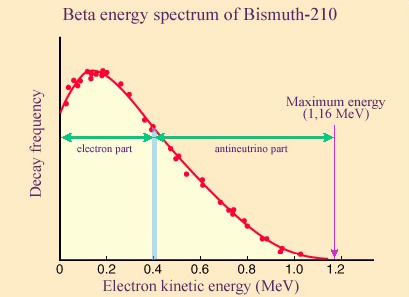 Beta energy spectrum of Bismuth-210
Decay frequency
Maximum energy
(1,16 MeV)
electron part
antineutrino part
0
0.2
0.4
0.6
0.8
1.0
1.2
Electron kinetic energy (MeV)